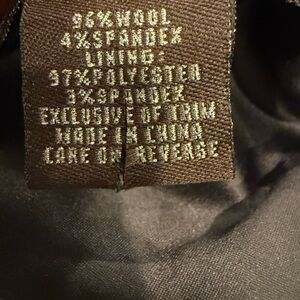 96%WOOL
4%SPANDEX
LINING:
97%POLYESTER
3%SPANDEX
EXCLUSIVE OF TRIM
MADE IN CHINA
CARE ON REVERSE